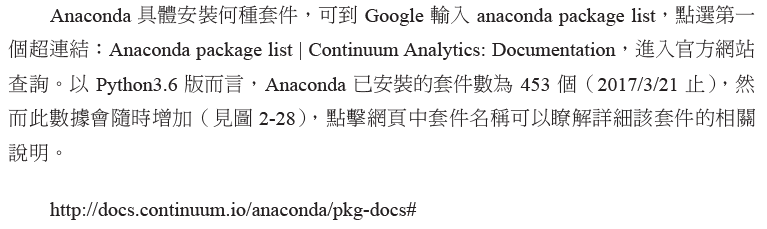 Anaconda 具體安裝何種套件，可到 Google 輸入 anaconda package list，點選第一
個超連結：Anaconda package list | Continuum Analytics: Documentation，進入官方網站
查詢。以 Python3.6 版而言，Anaconda 已安裝的套件數為 453 個（2017/3/21 止），然
而此數據會隨時增加（見圖 2-28），點擊網頁中套件名稱可以瞭解詳細該套件的相關
說明。
http://docs.continuum.io/anaconda/pkg-docs#